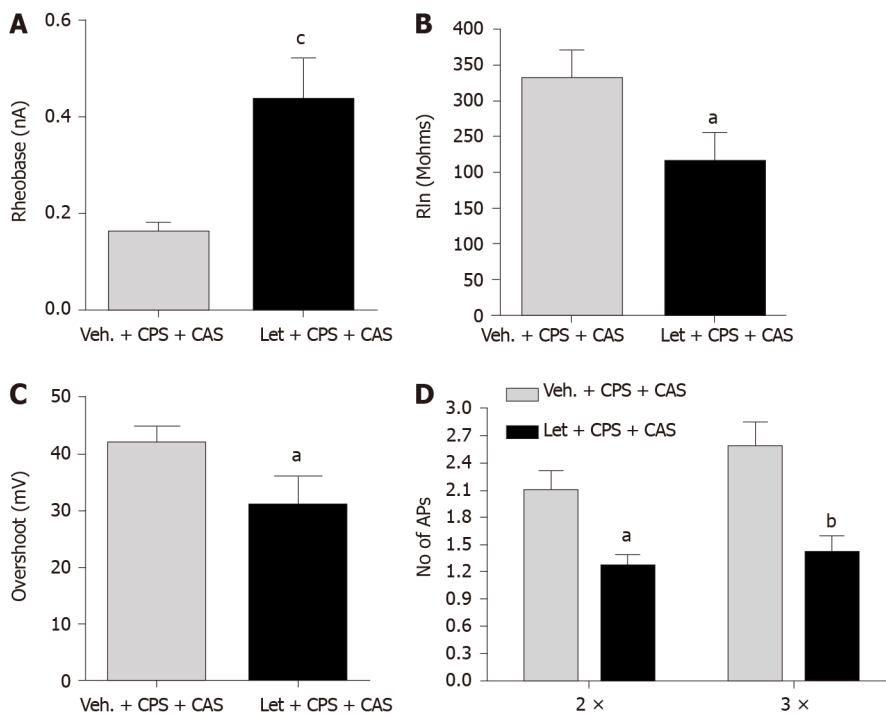 A
Rheobase (nA)
0.6
0.4
0.2
0.0
c
Veh. + CPS + CAS
Let + CPS + CAS
B
RIn (Mohms)
400
350
300
250
100
150
100
50
0
a
Veh. + CPS + CAS
Let + CPS + CAS
C
Overshoot (mV)
50
40
30
20
10
0
a
Veh. + CPS + CAS
Let + CPS + CAS
D
Veh. + CPS + CAS
Let + CPS + CAS
No of APs
3.0
2.7
2.4
2.1
1.8
1.5
1.2
0.9
0.6
0.3
0.0
a
b
2 ×
3 ×